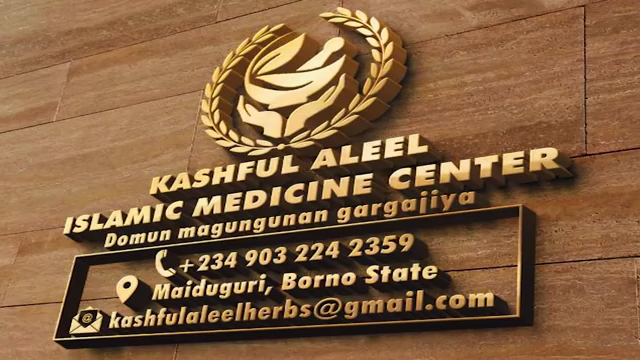 KASHFUL ALEEL
ISLAMIC MEDICINE CENTER
Domun magungunan gargajiya
+234 903 224 2359
Maiduguri, Borno State
@ kashfulaleelherbs@gmail.com